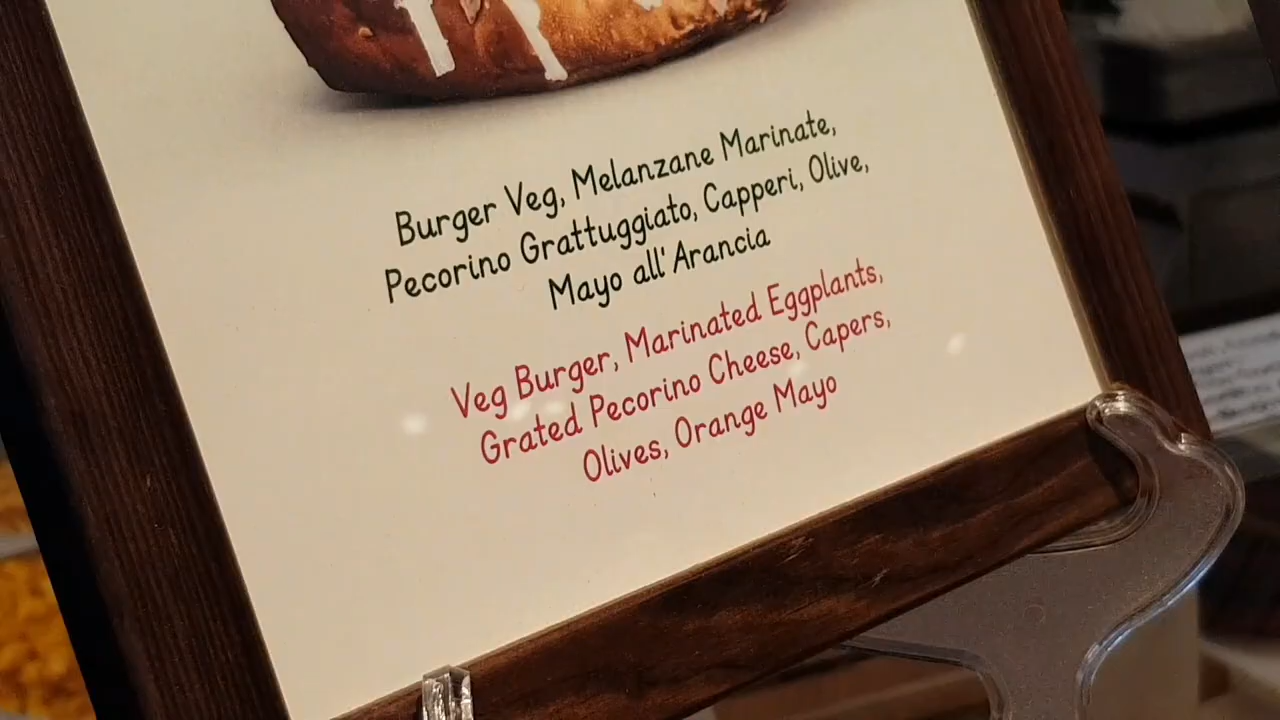 Burger Veg, Melanzane Marinate,
Pecorino Grattuggiato, Capperi, Olive,
Mayo all'Arancia
Veg Burger, Marinated Eggplants,
Grated Pecorino Cheese, Capers,
Olives, Orange Mayo